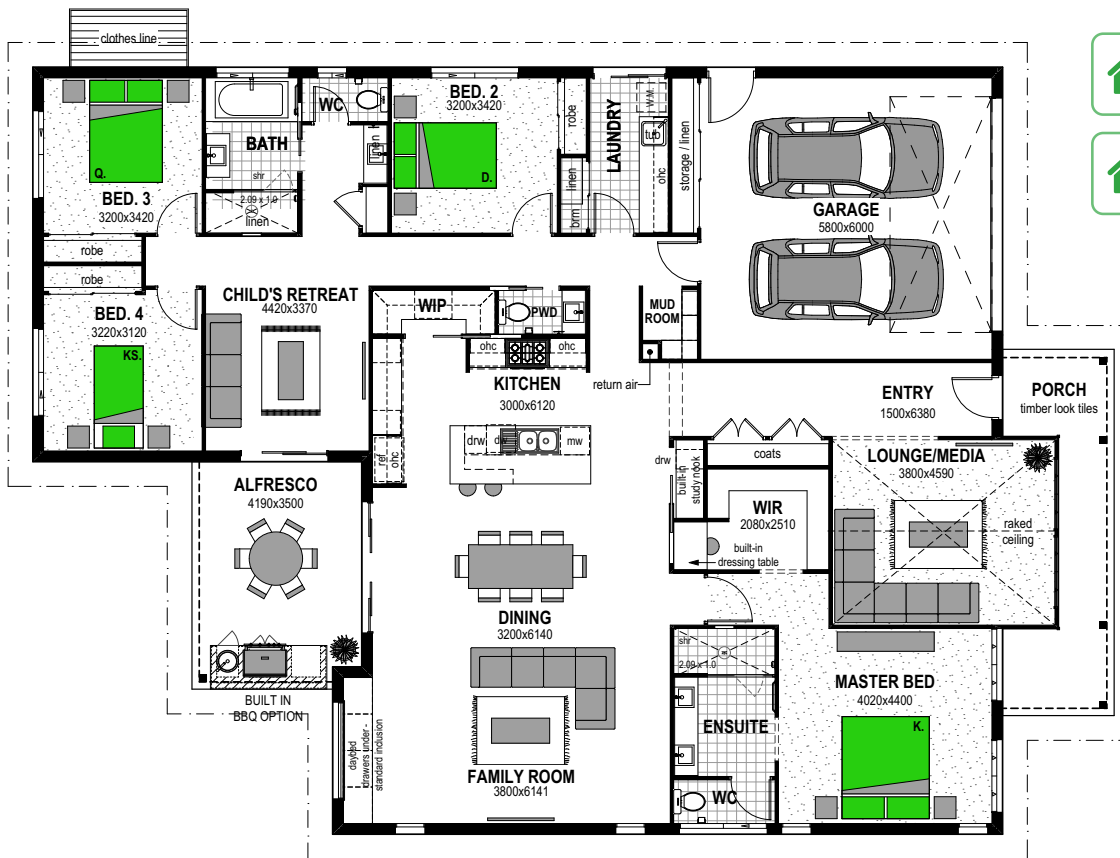 clothes line
Q.
BED. 3
3200x3420
robe
robe
BED. 4
3220x3120
KS.
BATH
shr
2.09 x 1.0
linen
WC
linen
BED. 2
3200x3420
D.
robe
linen
brm
LAUNDRY
W.M.
tub
ohc
storage / linen
GARAGE
5800x6000
CHILD'S RETREAT
4420x3370
WIP
PWD
MUD
ROOM
return air
ohc
ohc
KITCHEN
3000x6120
drw
dw
mw
ref
ohc
ENTRY
1500x6380
PORCH
timber look tiles
coats
drw
built-in
study nook
WIR
2080x2510
built-in
dressing table
LOUNGE/MEDIA
3800x4590
raked
ceiling
ALFRESCO
4190x3500
BUILT IN
BBQ OPTION
DINING
3200x6140
daybed
drawers under -
standard inclusion
FAMILY ROOM
3800x6141
shr
2.09 x 1.0
ENSUITE
WC
MASTER BED
4020x4400
K.